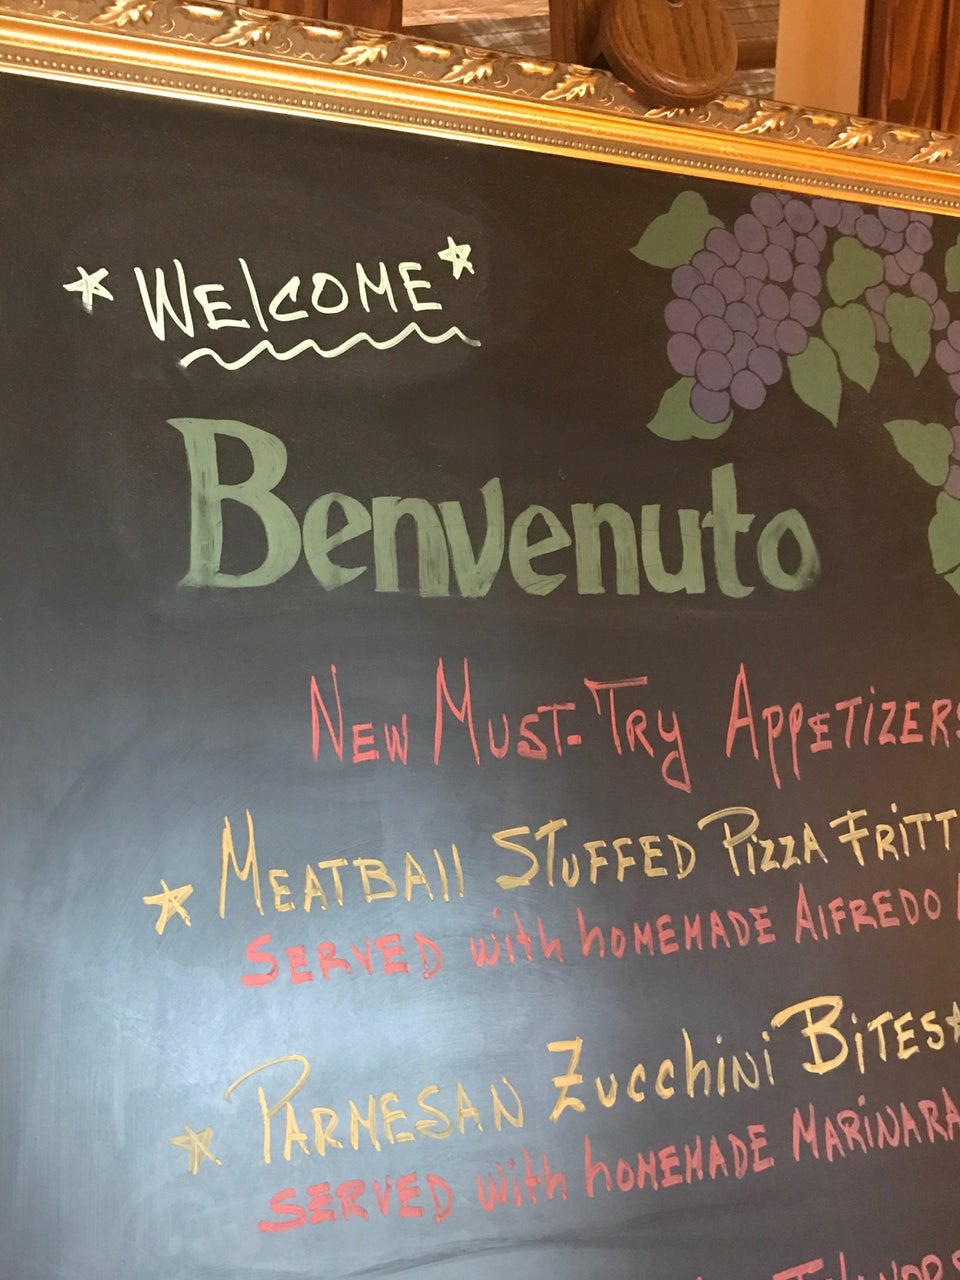 *WELCOME*
Benvenuto
NEW MUST-TRY APPETIZERS
MEATBALL STUFFED PIZZA FRITT
SERVED with homEMADE ALFREDO
PARMESAN ZucchiNi BiTES
SERVED with homEMADE MARINARA